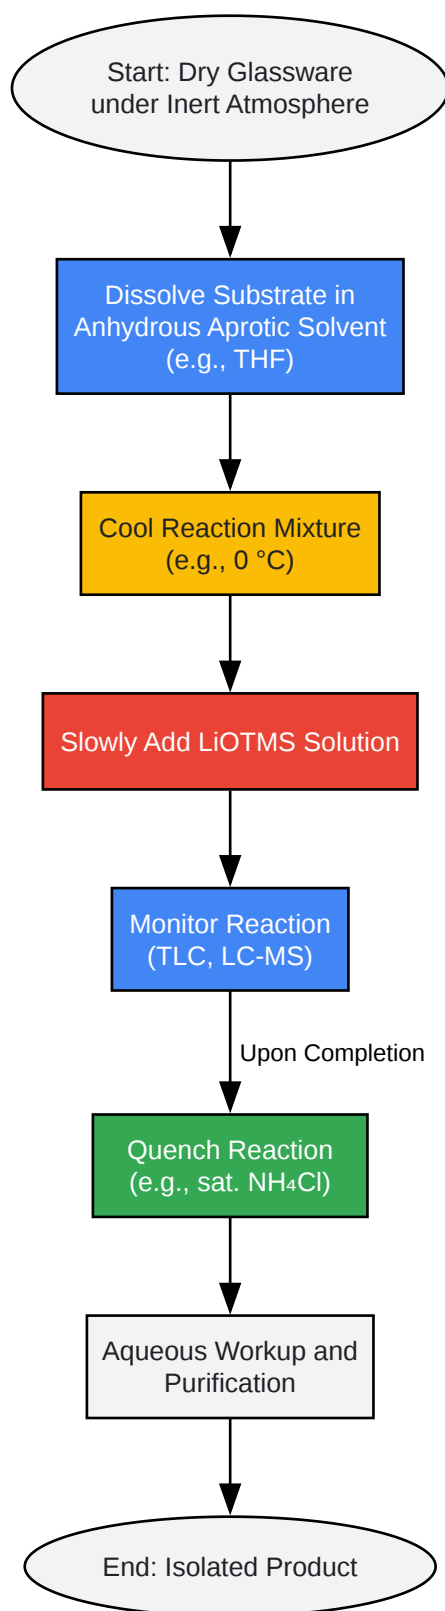 Start: Dry Glassware
under Inert Atmosphere
Dissolve Substrate in
Anhydrous Aprotic Solvent
(e.g., THF)
Cool Reaction Mixture
(e.g., 0 °C)
Slowly Add LiOTMS Solution
Monitor Reaction
(TLC, LC-MS)
Upon Completion
Quench Reaction
(e.g., sat. NH₄Cl)
Aqueous Workup and
Purification
End: Isolated Product